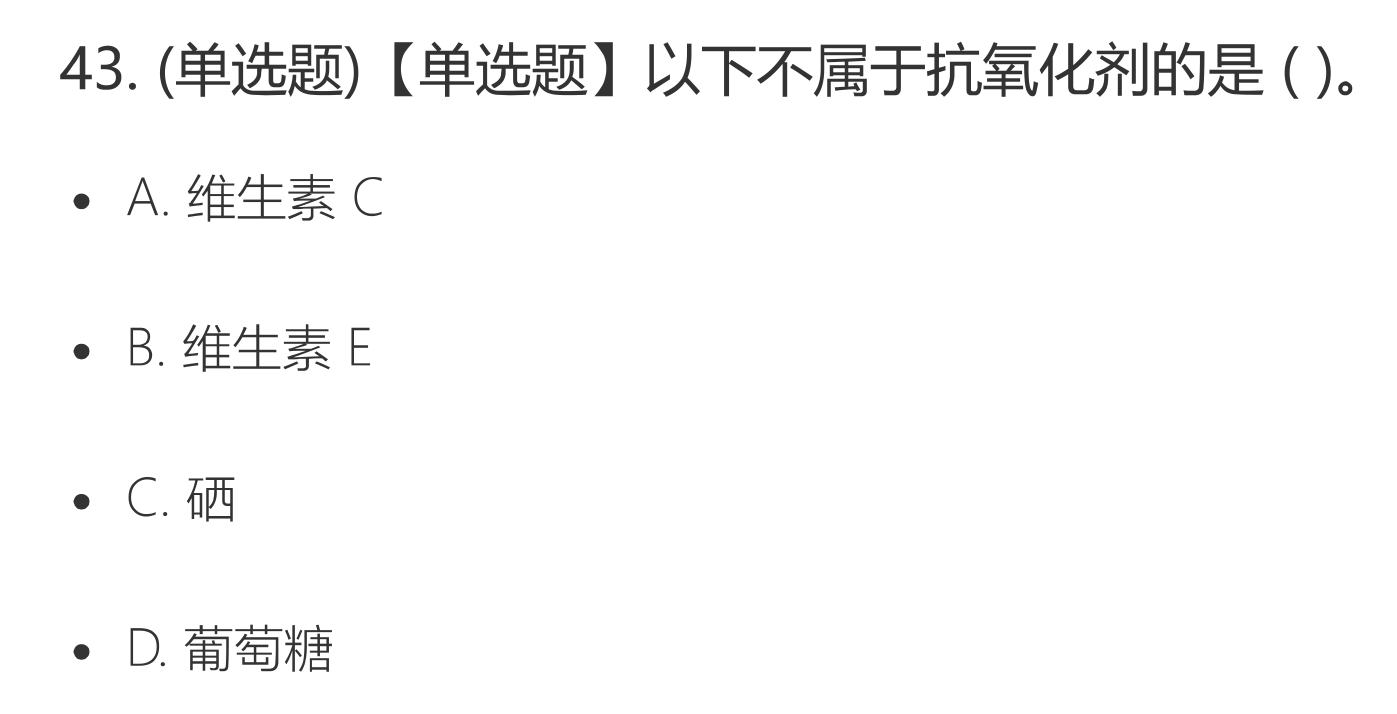 43. (单选题)【单选题】以下不属于抗氧化剂的是 ( )。
• A. 维生素 C
• B. 维生素 E
• C. 硒
• D. 葡萄糖